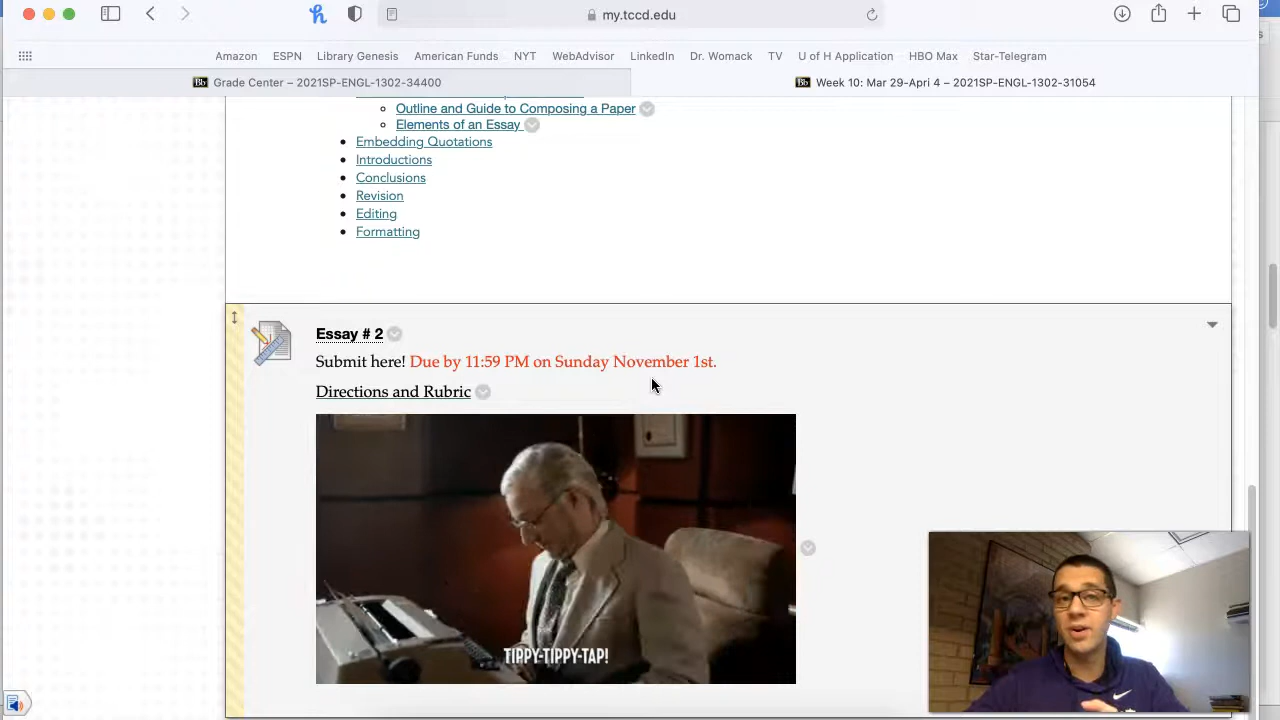 my.tccd.edu
Amazon ESPN Library Genesis American Funds NYT WebAdvisor LinkedIn Dr. Womack TV U of H Application HBO Max Star-Telegram
Bb Grade Center – 2021SP-ENGL-1302-34400
Bb Week 10: Mar 29-Apri 4 – 2021SP-ENGL-1302-31054
Outline and Guide to Composing a Paper
Elements of an Essay
Embedding Quotations
Introductions
Conclusions
Revision
Editing
Formatting
Essay # 2
Submit here! Due by 11:59 PM on Sunday November 1st.
Directions and Rubric
TIPPY-TIPPY-TAP!